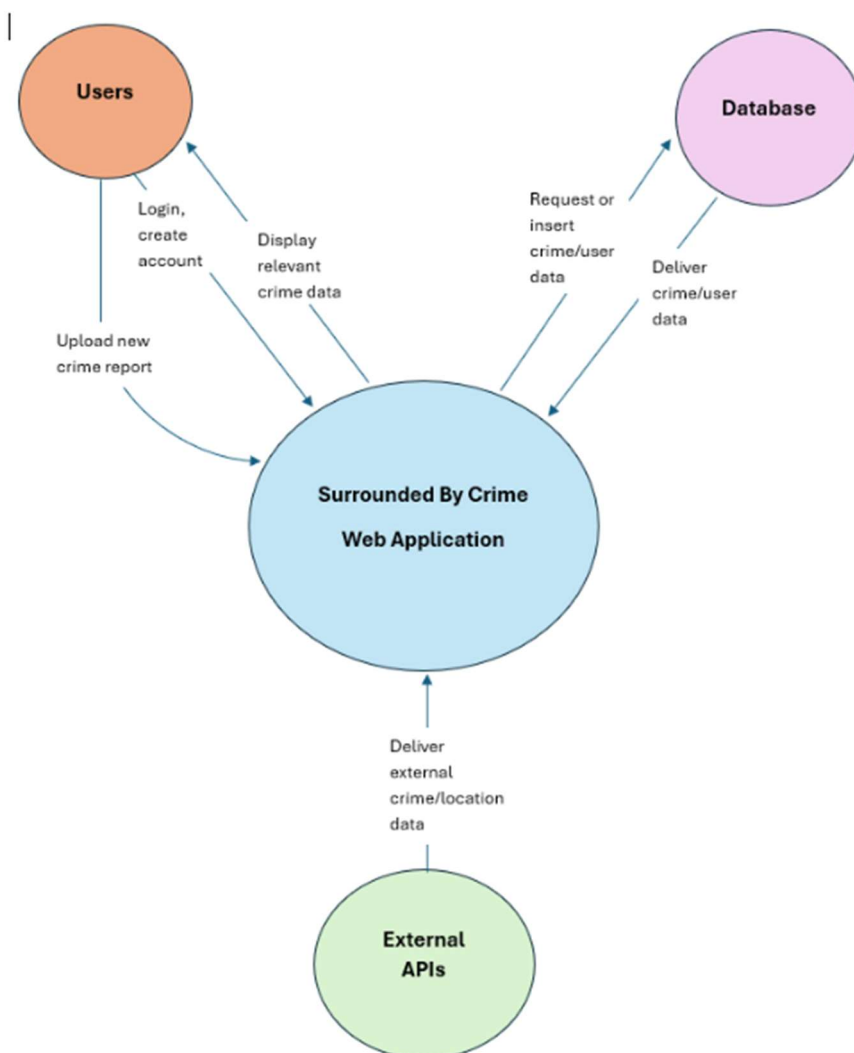 Users
Database
Login,
create
account
Display
relevant
crime data
Request or
insert
crime/user
data
Deliver
crime/user
data
Upload new
crime report
Surrounded By Crime
Web Application
Deliver
external
crime/location
data
External
APIs